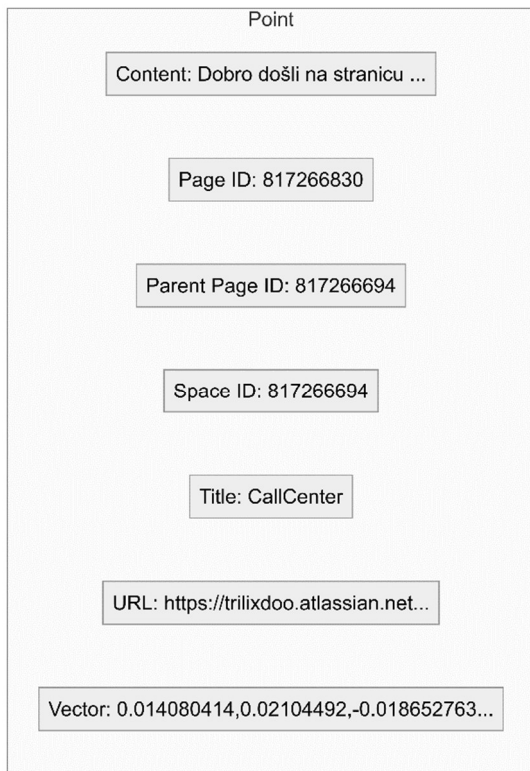 Point
Content: Dobro došli na stranicu ...
Page ID: 817266830
Parent Page ID: 817266694
Space ID: 817266694
Title: CallCenter
URL: https://trilixdoo.atlassian.net...
Vector: 0.014080414,0.02104492,-0.018652763...